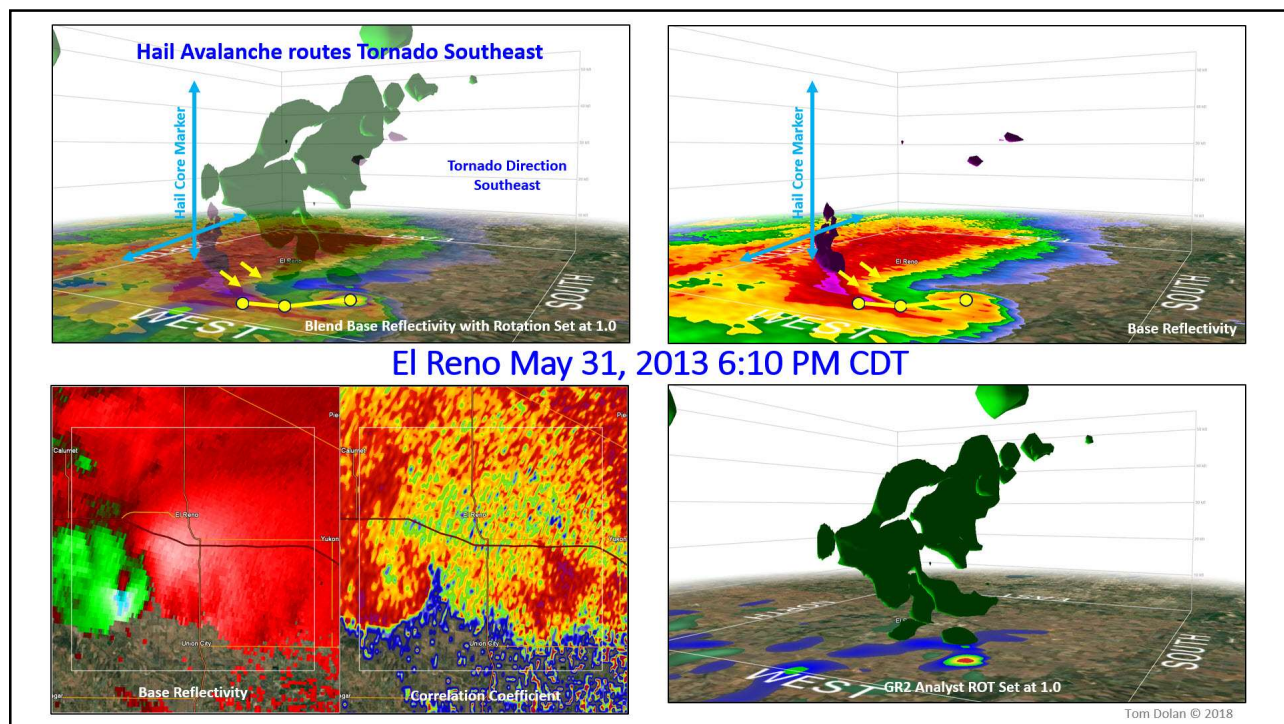 Hail Avalanche routes Tornado Southeast
Hail Core Marker
Tornado Direction
Southeast
El Reno
WEST
SOUTH
Blend Base Reflectivity with Rotation Set at 1.0
Hail Core Marker
El Reno
WEST
SOUTH
Base Reflectivity
El Reno May 31, 2013 6:10 PM CDT
Calumet
El Reno
Union City
Base Reflectivity
Calumet
El Reno
Yukon
Union City
Correlation Coefficient
WEST
SOUTH
GR2 Analyst ROT Set at 1.0
Tom Dolan © 2018